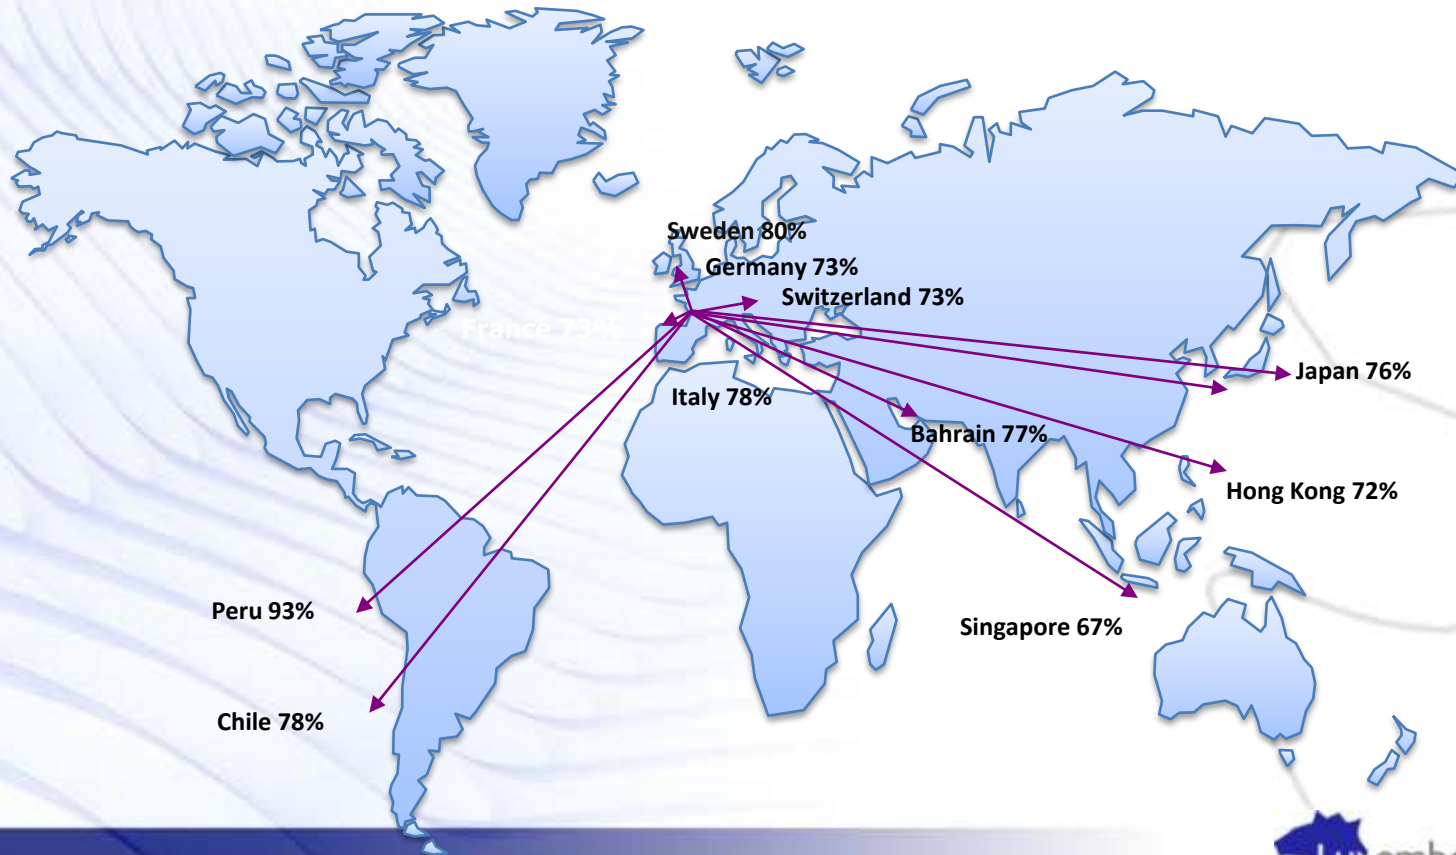 Sweden 80%
Germany 73%
Switzerland 73%
France 73%
Japan 76%
Italy 78%
Bahrain 77%
Hong Kong 72%
Peru 93%
Singapore 67%
Chile 78%